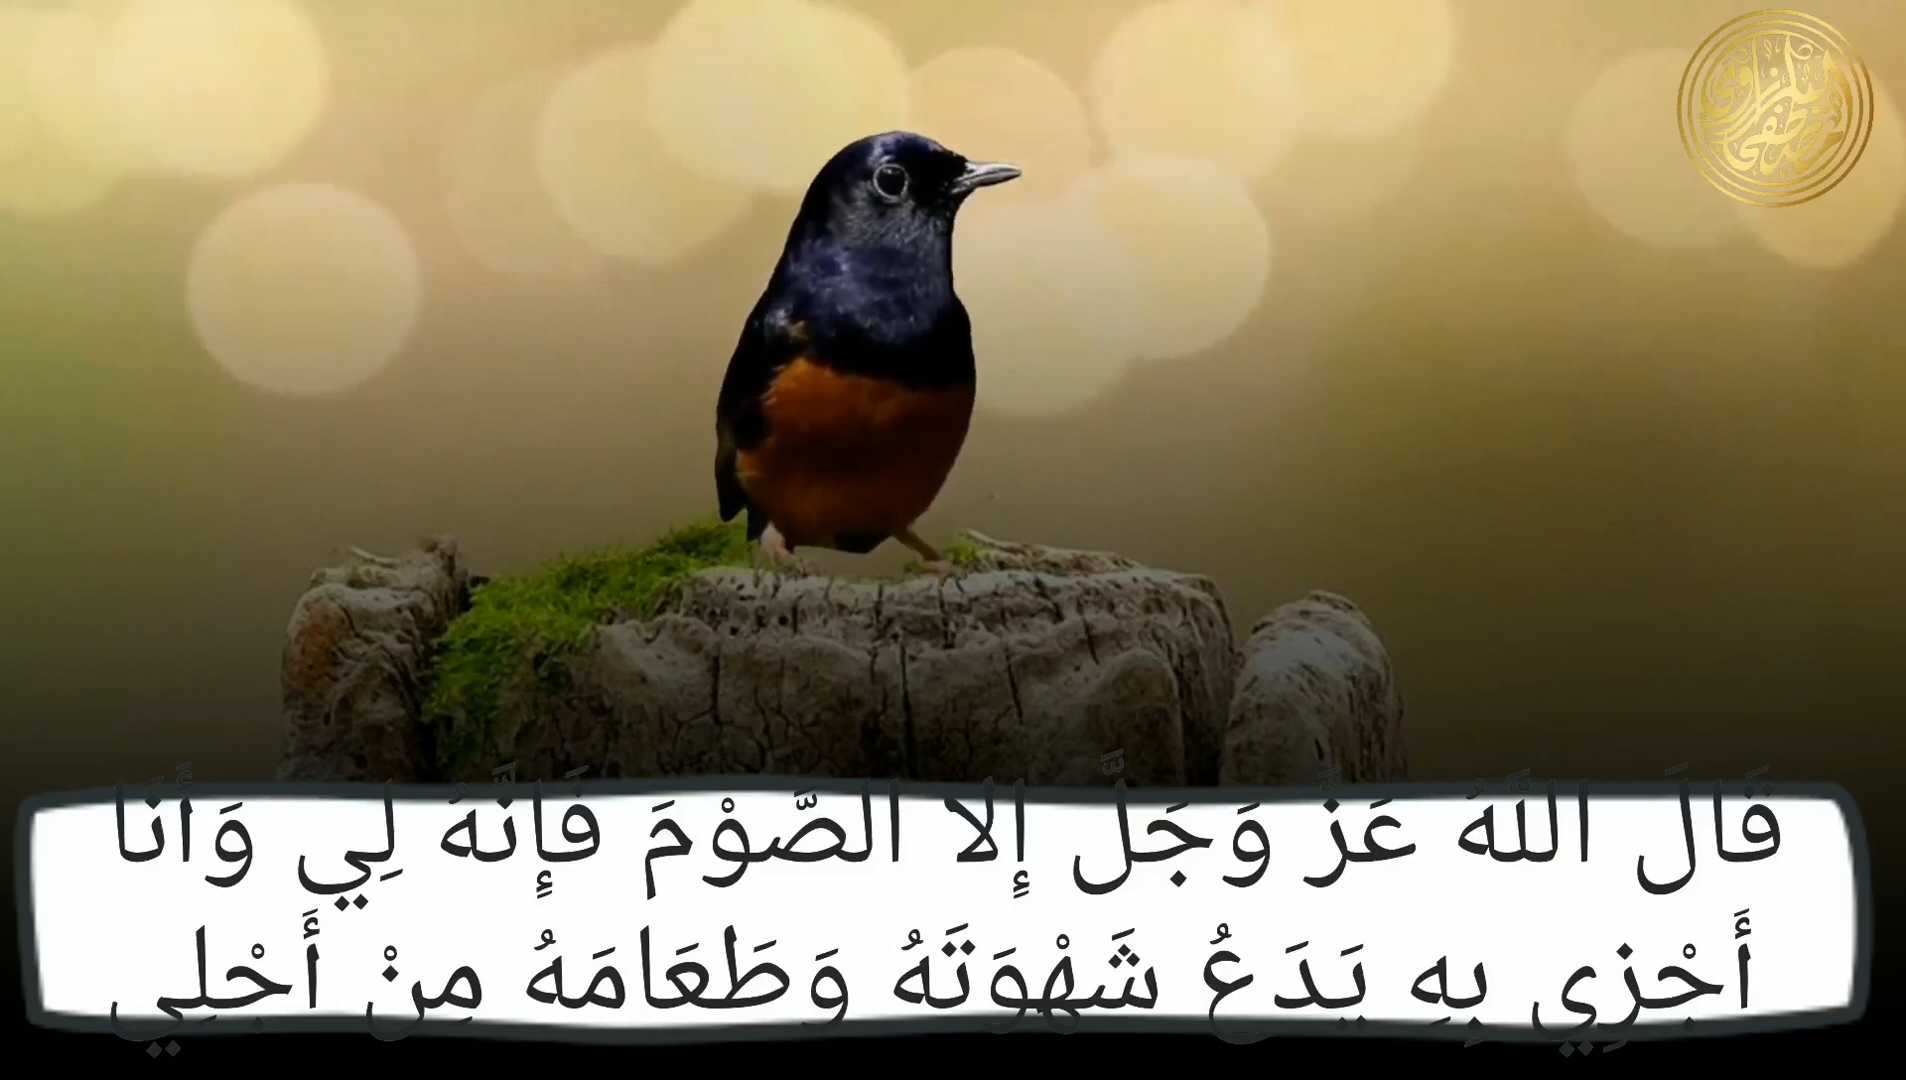 قَالَ اللَّهُ عَزَّ وَجَلَّ إِلا الصَّوْمَ فَإِنَّهُ لِي وَأَنَا
أَجْزِي بِهِ يَدَعُ شَهْوَتَهُ وَطَعَامَهُ مِنْ أَجْلِي